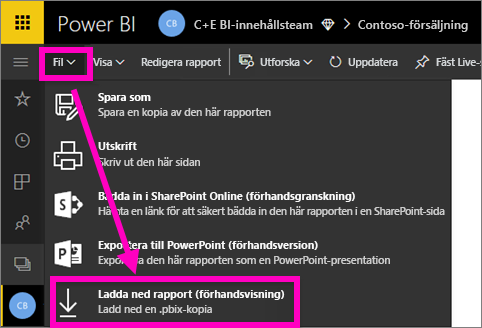 Power BI CB C+E BI-innehållsteam > Contoso-försäljning
Fil Visa Redigera rapport Utforska Uppdatera Fäst Live-s
Spara som
Spara en kopia av den här rapporten
Utskrift
Skriv ut den här sidan
Bädda in i SharePoint Online (förhandsgranskning)
Hämta en länk för att säkert bädda in den här rapporten i en SharePoint-sida
Exportera till PowerPoint (förhandsversion)
Exportera den här rapporten som en PowerPoint-presentation
Ladda ned rapport (förhandsvisning)
Ladd ned en .pbix-kopia
CB